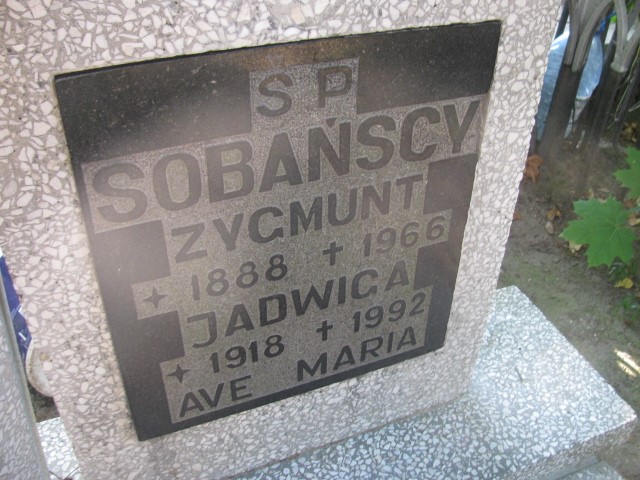 SP
SOBAŃSCY
ZYGMUNT
1888 + 1966
JADWIGA
1918 + 1992
AVE MARIA